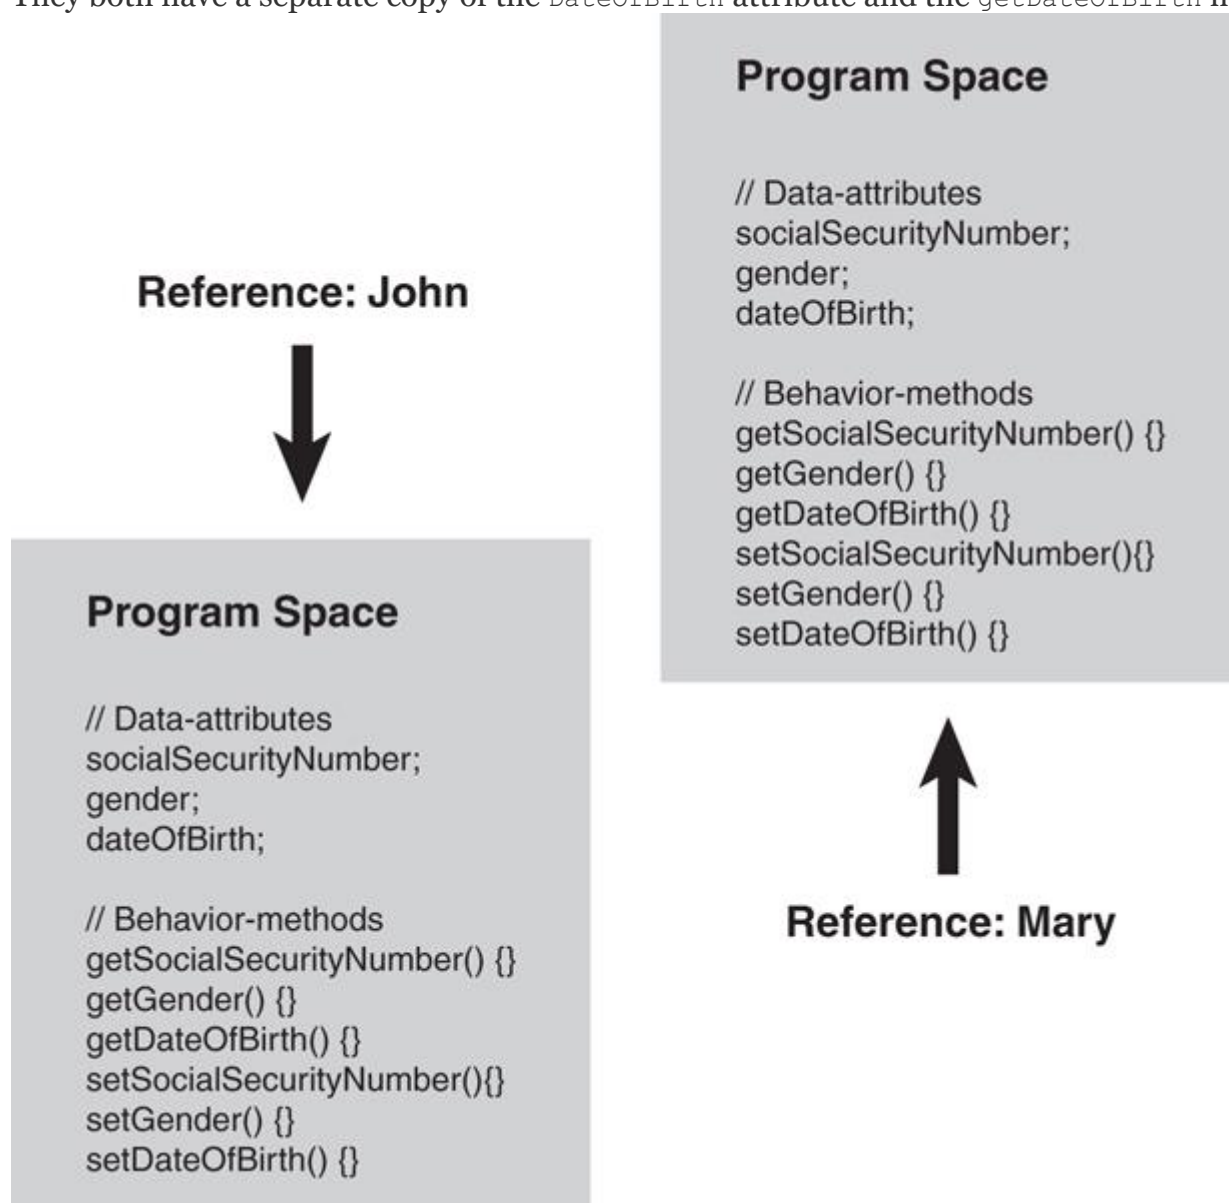 They both have a separate copy of the DateOfBirth attribute and the getDateOfBirth
Program Space
// Data-attributes
socialSecurityNumber;
gender;
dateOfBirth;
// Behavior-methods
getSocialSecurityNumber() {}
getGender() {}
getDateOfBirth() {}
setSocialSecurityNumber(){}
setGender() {}
setDateOfBirth() {}
Reference: Mary
Reference: John
Program Space
// Data-attributes
socialSecurityNumber;
gender;
dateOfBirth;
// Behavior-methods
getSocialSecurityNumber() {}
getGender() {}
getDateOfBirth() {}
setSocialSecurityNumber(){}
setGender() {}
setDateOfBirth() {}